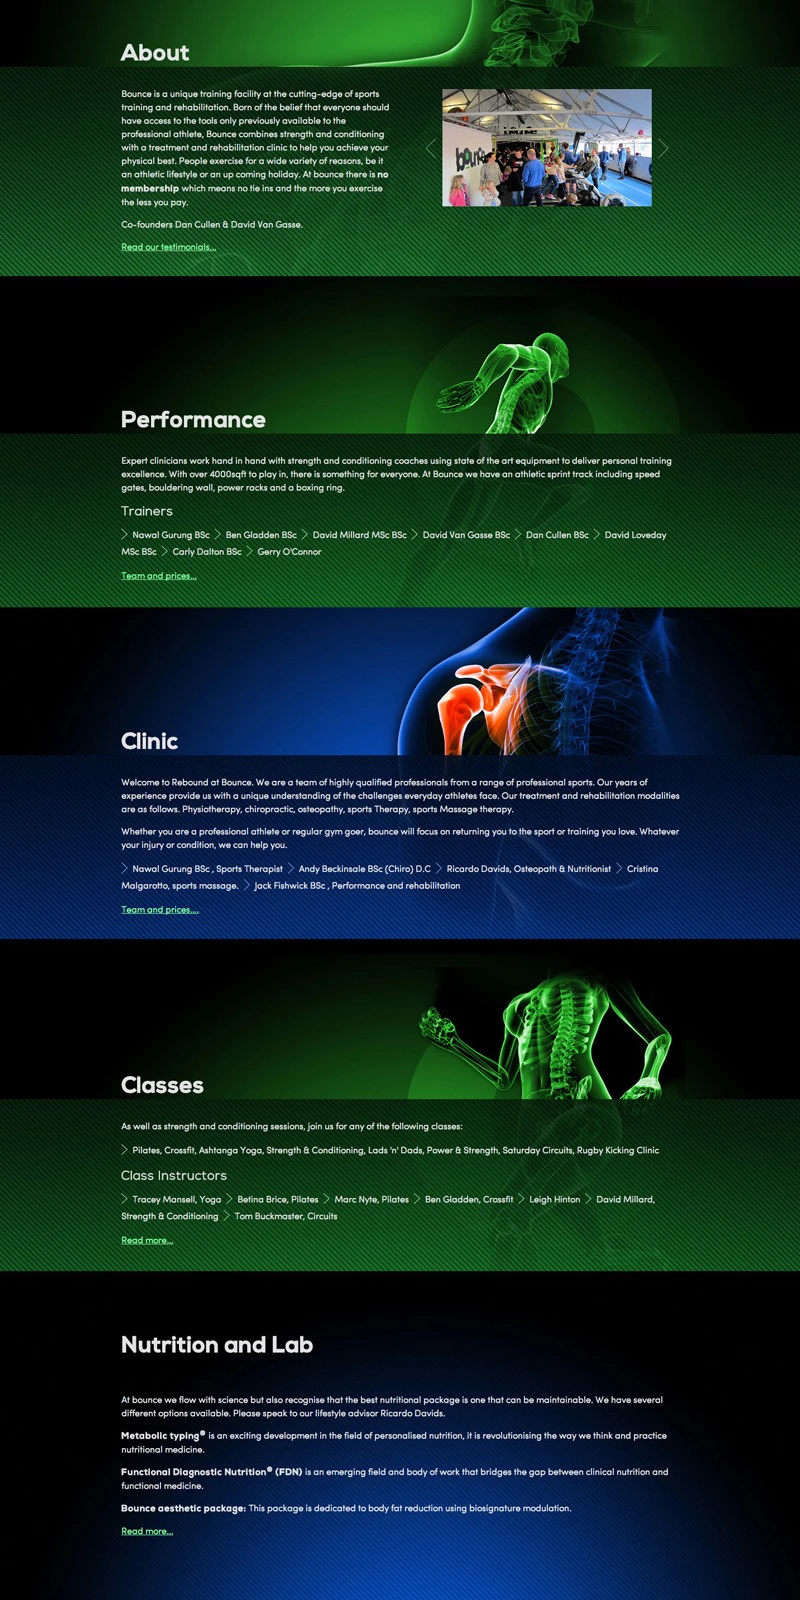 About
Bounce is a unique training facility at the cutting-edge of sports
training and rehabilitation. Born of the belief that everyone should
have access to the tools only previously available to the
professional athlete, Bounce combines strength and conditioning
with a treatment and rehabilitation clinic to help you achieve your
physical best. People exercise for a wide variety of reasons, be it
an athletic lifestyle or an up coming holiday. At bounce there is no
membership which means no tie ins and the more you exercise
the less you pay.
bounce
Co-founders Dan Cullen & David Van Gasse.
Read our testimonials...
Performance
Expert clinicians work hand in hand with strength and conditioning coaches using state of the art equipment to deliver personal training
excellence. With over 4000sqft to play in, there is something for everyone. At Bounce we have an athletic sprint track including speed
gates, bouldering wall, power racks and a boxing ring.
Trainers
Nawal Gurung BSc Ben Gladden BSc David Millard MSc BSc David Van Gasse BSc Dan Cullen BSc David Loveday
MSc BSc Carly Dalton BSc Gerry O'Connor
Team and prices...
Clinic
Welcome to Rebound at Bounce. We are a team of highly qualified professionals from a range of professional sports. Our years of
experience provide us with a unique understanding of the challenges everyday athletes face. Our treatment and rehabilitation modalities
are as follows. Physiotherapy, chiropractic, osteopathy, sports Therapy, sports Massage therapy.
Whether you are a professional athlete or regular gym goer, bounce will focus on returning you to the sport or training you love. Whatever
your injury or condition, we can help you.
Nawal Gurung BSc , Sports Therapist Andy Beckinsale BSc (Chiro) D.C Ricardo Davids, Osteopath & Nutritionist Cristina
Malgarotto, sports massage. Jack Fishwick BSc , Performance and rehabilitation
Team and prices....
Classes
As well as strength and conditioning sessions, join us for any of the following classes:
Pilates, Crossfit, Ashtanga Yoga, Strength & Conditioning, Lads 'n' Dads, Power & Strength, Saturday Circuits, Rugby Kicking Clinic
Class Instructors
Tracey Mansell, Yoga Betina Brice, Pilates Marc Nyte, Pilates Ben Gladden, Crossfit Leigh Hinton David Millard,
Strength & Conditioning Tom Buckmaster, Circuits
Read more...
Nutrition and Lab
At bounce we flow with science but also recognise that the best nutritional package is one that can be maintainable. We have several
different options available. Please speak to our lifestyle advisor Ricardo Davids.
Metabolic typing® is an exciting development in the field of personalised nutrition, it is revolutionising the way we think and practice
nutritional medicine.
Functional Diagnostic Nutrition® (FDN) is an emerging field and body of work that bridges the gap between clinical nutrition and
functional medicine.
Bounce aesthetic package: This package is dedicated to body fat reduction using biosignature modulation.
Read more...